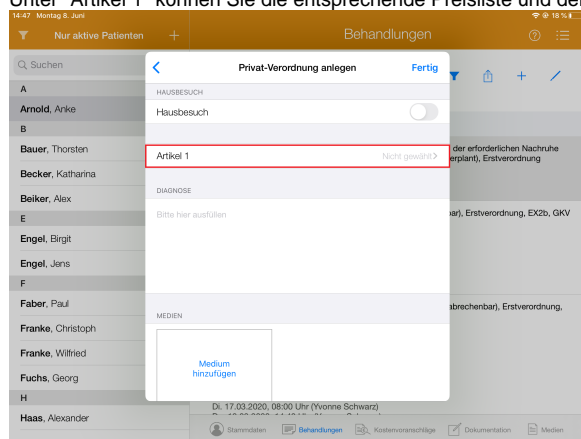 Unter "Artikel 1" können Sie die entsprechende Preisliste und de
14:47 Montag 8. Juni
18 %
Nur aktive Patienten
Behandlungen
Suchen
A
Arnold, Anke
B
Bauer, Thorsten
Becker, Katharina
Beiker, Alex
E
Engel, Birgit
Engel, Jens
F
Faber, Paul
Franke, Christoph
Franke, Wilfried
Fuchs, Georg
H
Haas, Alexander
Privat-Verordnung anlegen
Fertig
HAUSBESUCH
Hausbesuch
Artikel 1
Nicht gewählt
DIAGNOSE
Bitte hier ausfüllen
MEDIEN
Medium
hinzufügen
der erforderlichen Nachruhe
erplant), Erstverordnung
bar), Erstverordnung, EX2b, GKV
abrechenbar), Erstverordnung,
Di. 17.03.2020, 08:00 Uhr (Yvonne Schwarz)
Stammdaten
Behandlungen
Kostenvoranschläge
Dokumentation
Medien